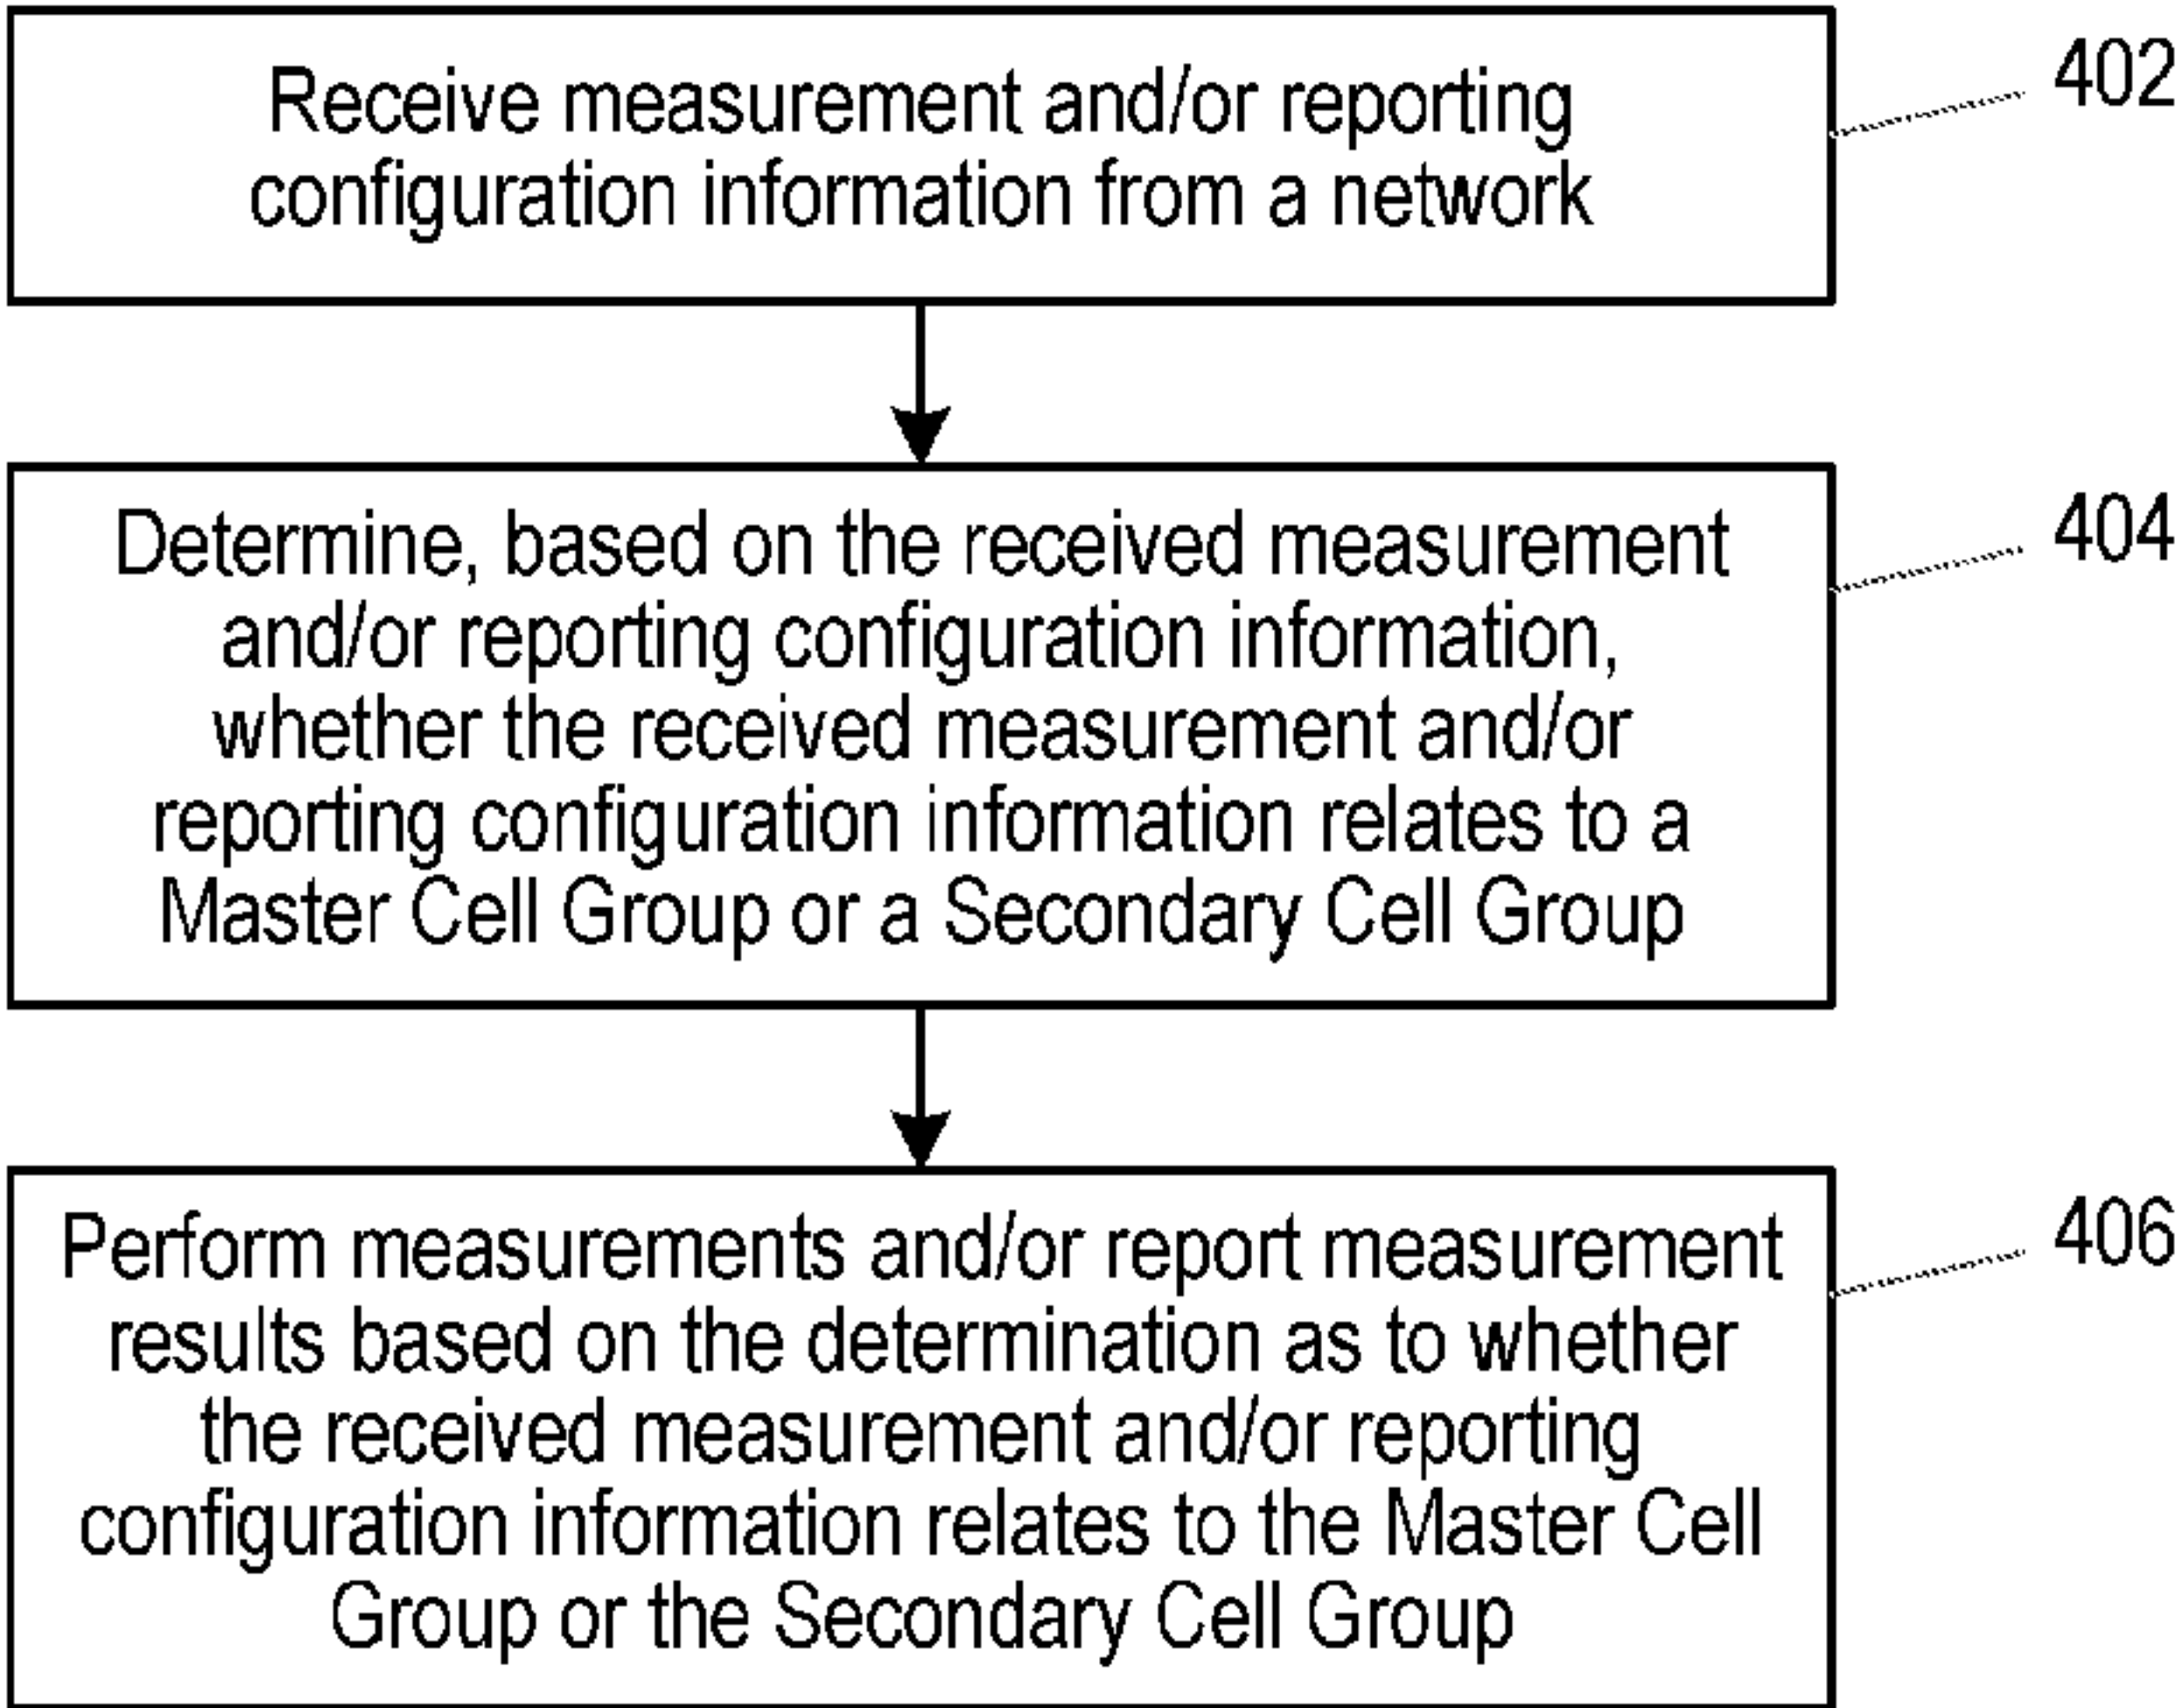 Receive measurement and/or reporting
configuration information from a network
402
Determine, based on the received measurement
and/or reporting configuration information,
whether the received measurement and/or
reporting configuration information relates to a
Master Cell Group or a Secondary Cell Group
404
Perform measurements and/or report measurement
results based on the determination as to whether
the received measurement and/or reporting
configuration information relates to the Master Cell
Group or the Secondary Cell Group
406